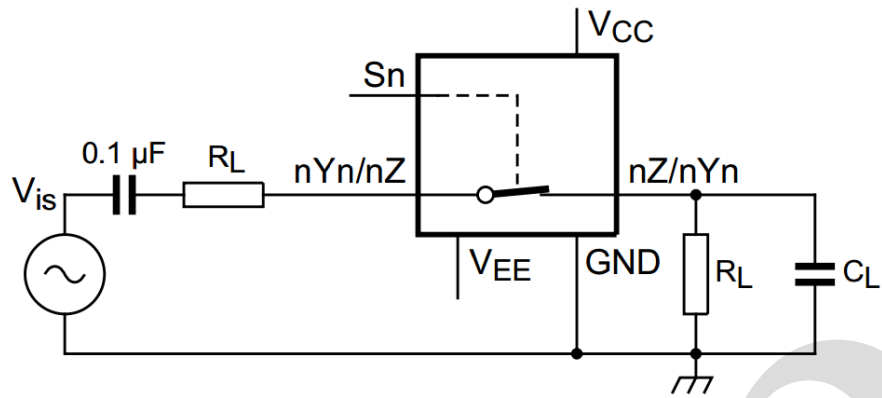 VCC
Sn
0.1 µF
RL
nYn/nZ
nZ/nYn
Vis
VEE
GND
RL
CL